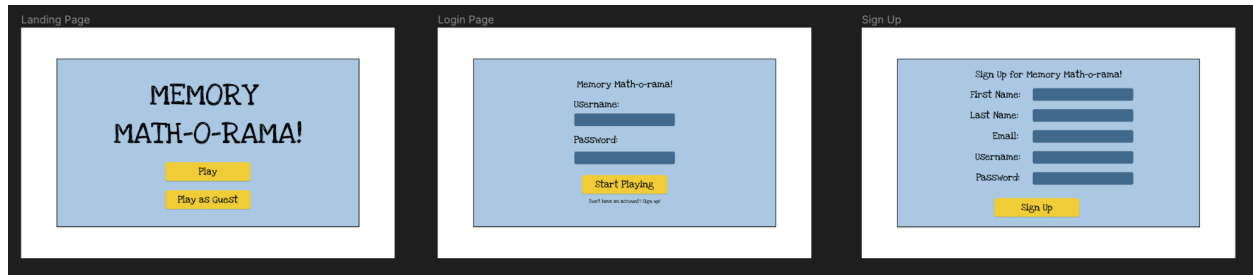 Landing Page
MEMORY
MATH-O-RAMA!
Play
Play as Guest
Login Page
Memory Math-o-rama!
Username:
Password:
Start Playing
Don't have an account? Sign up!
Sign Up
Sign Up for Memory Math-o-rama!
First Name:
Last Name:
Email:
Username:
Password:
Sign Up